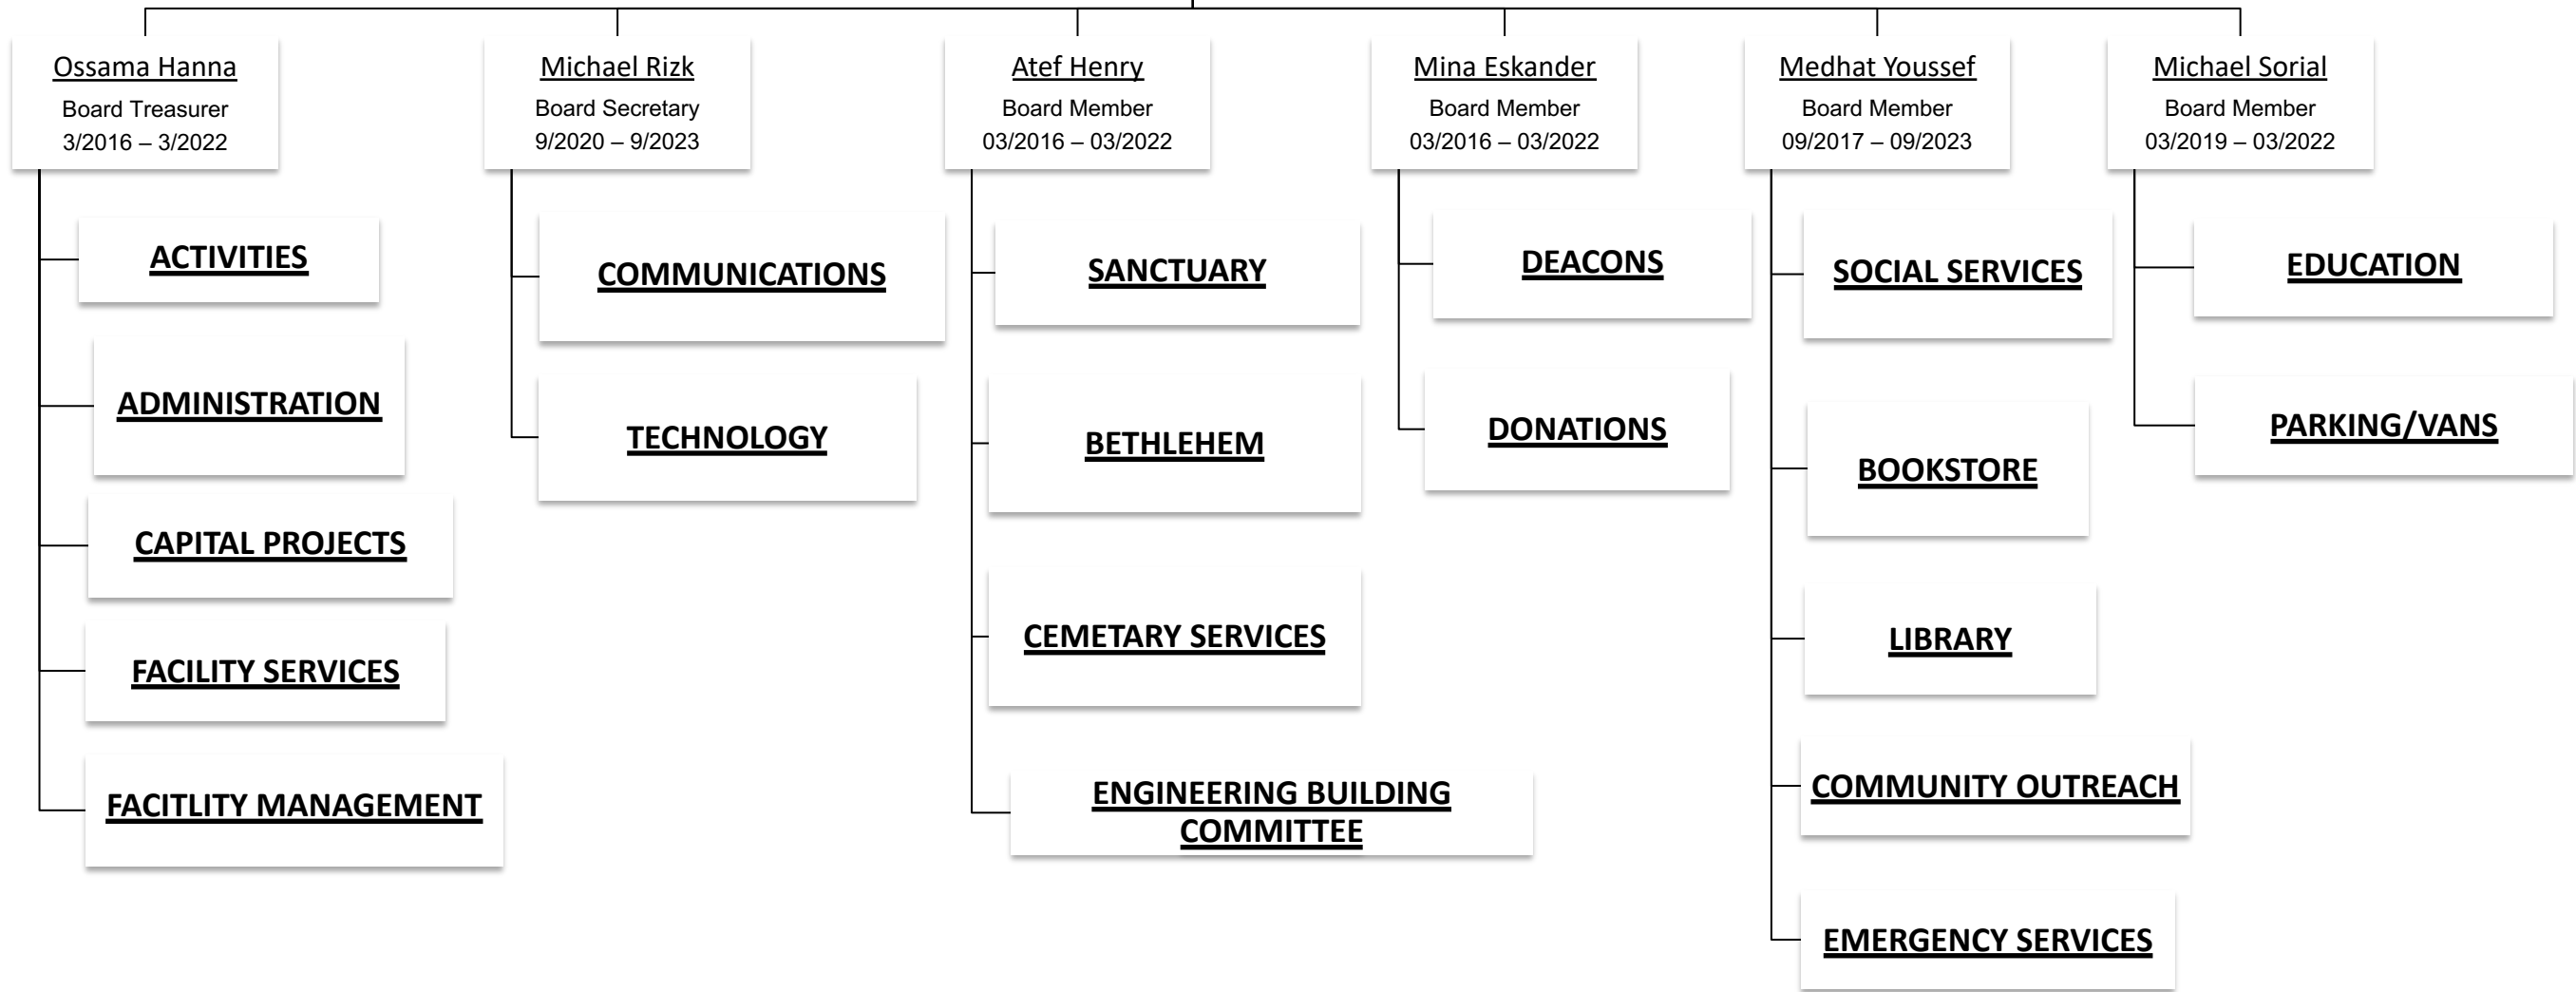 Ossama Hanna
Board Treasurer
3/2016 – 3/2022
ACTIVITIES
ADMINISTRATION
CAPITAL PROJECTS
FACILITY SERVICES
FACITLITY MANAGEMENT
Michael Rizk
Board Secretary
9/2020 – 9/2023
COMMUNICATIONS
TECHNOLOGY
Atef Henry
Board Member
03/2016 – 03/2022
SANCTUARY
BETHLEHEM
CEMETARY SERVICES
ENGINEERING BUILDING
COMMITTEE
Mina Eskander
Board Member
03/2016 – 03/2022
DEACONS
DONATIONS
Medhat Youssef
Board Member
09/2017 – 09/2023
SOCIAL SERVICES
BOOKSTORE
LIBRARY
COMMUNITY OUTREACH
EMERGENCY SERVICES
Michael Sorial
Board Member
03/2019 – 03/2022
EDUCATION
PARKING/VANS